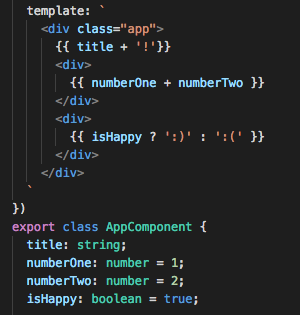 template: `
<div class="app">
{{ title + '!'}}
<div>
{{ numberOne + numberTwo }}
</div>
<div>
{{ isHappy ? ':)' : ':(' }}
</div>
</div>
`
})
export class AppComponent {
title: string;
numberOne: number = 1;
numberTwo: number = 2;
isHappy: boolean = true;